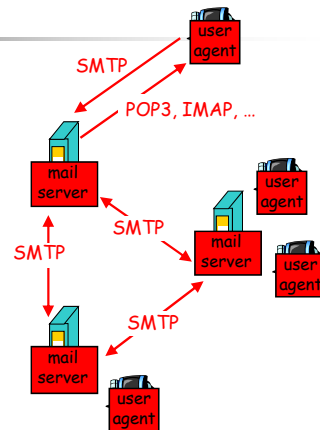 user
agent
SMTP
POP3, IMAP, …
mail
server
user
agent
SMTP
mail
server
SMTP
user
agent
SMTP
mail
server
user
agent